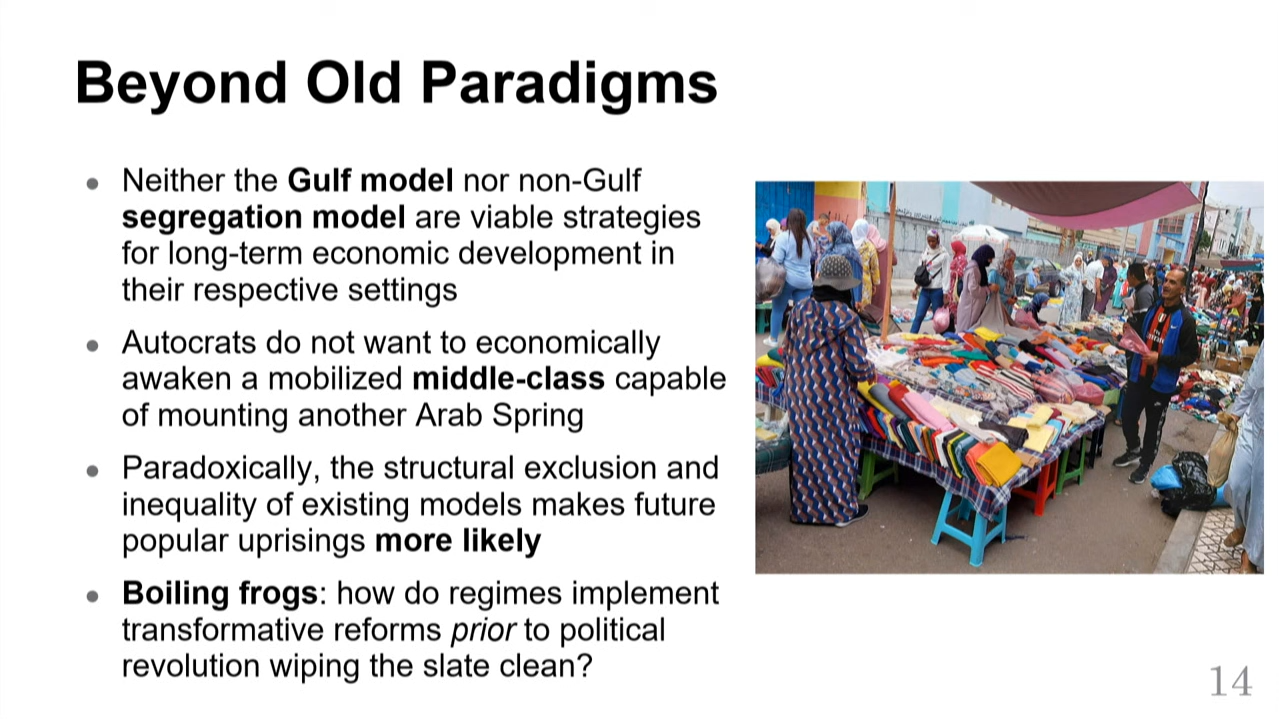 Beyond Old Paradigms
● Neither the Gulf model nor non-Gulf
segregation model are viable strategies
for long-term economic development in
their respective settings
● Autocrats do not want to economically
awaken a mobilized middle-class capable
of mounting another Arab Spring
● Paradoxically, the structural exclusion and
inequality of existing models makes future
popular uprisings more likely
● Boiling frogs: how do regimes implement
transformative reforms prior to political
revolution wiping the slate clean?
14